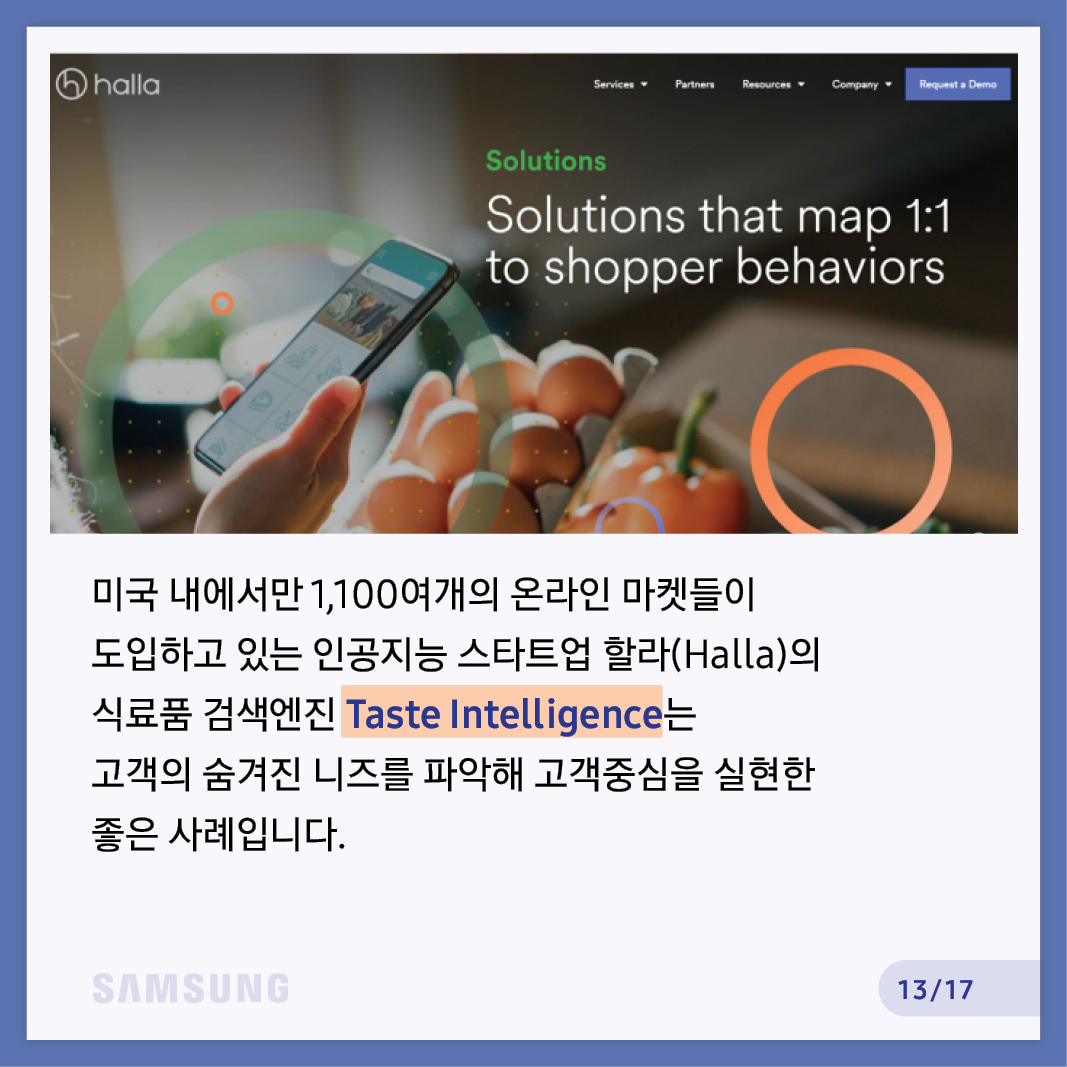 halla
Services
Partners
Resources
Company
Request a Demo
Solutions
Solutions that map 1:1
to shopper behaviors
미국 내에서만 1,100여개의 온라인 마켓들이
도입하고 있는 인공지능 스타트업 할라(Halla)의
식료품 검색엔진 Taste Intelligence는
고객의 숨겨진 니즈를 파악해 고객중심을 실현한
좋은 사례입니다.
SAMSUNG
13/17